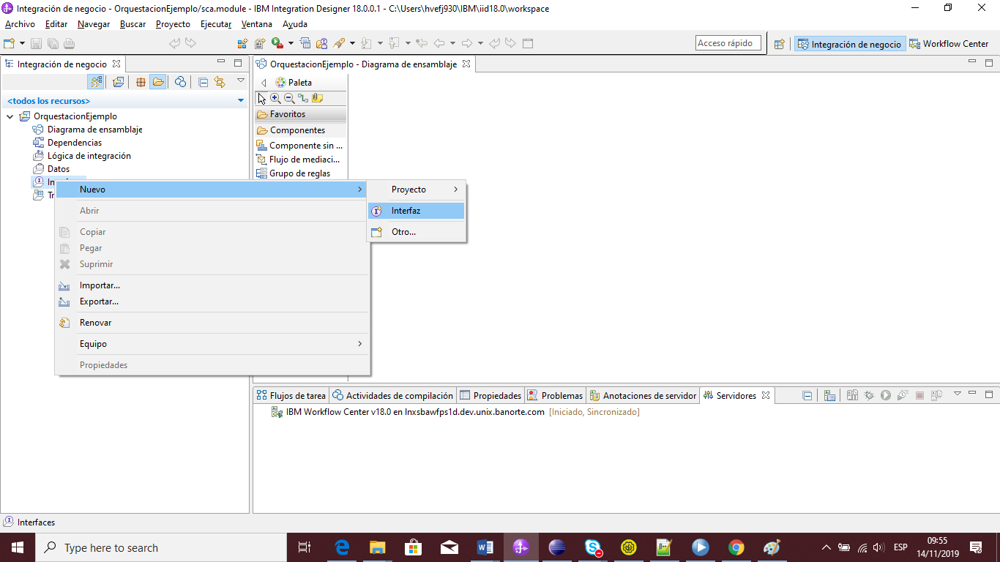 Integración de negocio - OrquestacionEjemplo/sca.module - IBM Integration Designer 18.0.0.1 - C:\Users\hvefj930\IBM\iid18.0\workspace
Archivo Editar Navegar Buscar Proyecto Ejecutar Ventana Ayuda
Acceso rápido Integración de negocio Workflow Center
Integración de negocio
OrquestacionEjemplo - Diagrama de ensamblaje
<todos los recursos>
OrquestacionEjemplo
Diagrama de ensamblaje
Dependencias
Lógica de integración
Datos
In
Tr
Paleta
Favoritos
Componentes
Componente sin ...
Flujo de mediaci...
Grupo de reglas
Nuevo
Abrir
Copiar
Pegar
Suprimir
Importar...
Exportar...
Renovar
Equipo
Propiedades
Proyecto
Interfaz
Otro...
Flujos de tarea Actividades de compilación Propiedades Problemas Anotaciones de servidor Servidores
IBM Workflow Center v18.0 en lnxsbawfps1d.dev.unix.banorte.com [Iniciado, Sincronizado]
Interfaces
Type here to search
ESP
09:55
14/11/2019